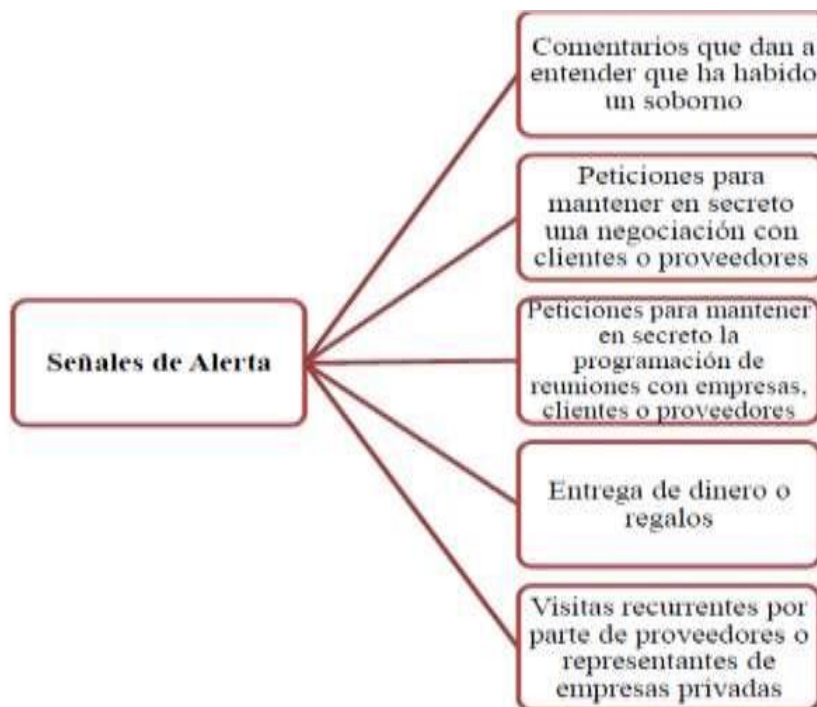 Comentarios que dan a
entender que ha habido
un soborno
Peticiones para
mantener en secreto
una negociación con
clientes o proveedores
Señales de Alerta
Peticiones para mantener
en secreto la
programación de
reuniones con empresas,
clientes o proveedores
Entrega de dinero o
regalos
Visitas recurrentes por
parte de proveedores o
representantes de
empresas privadas